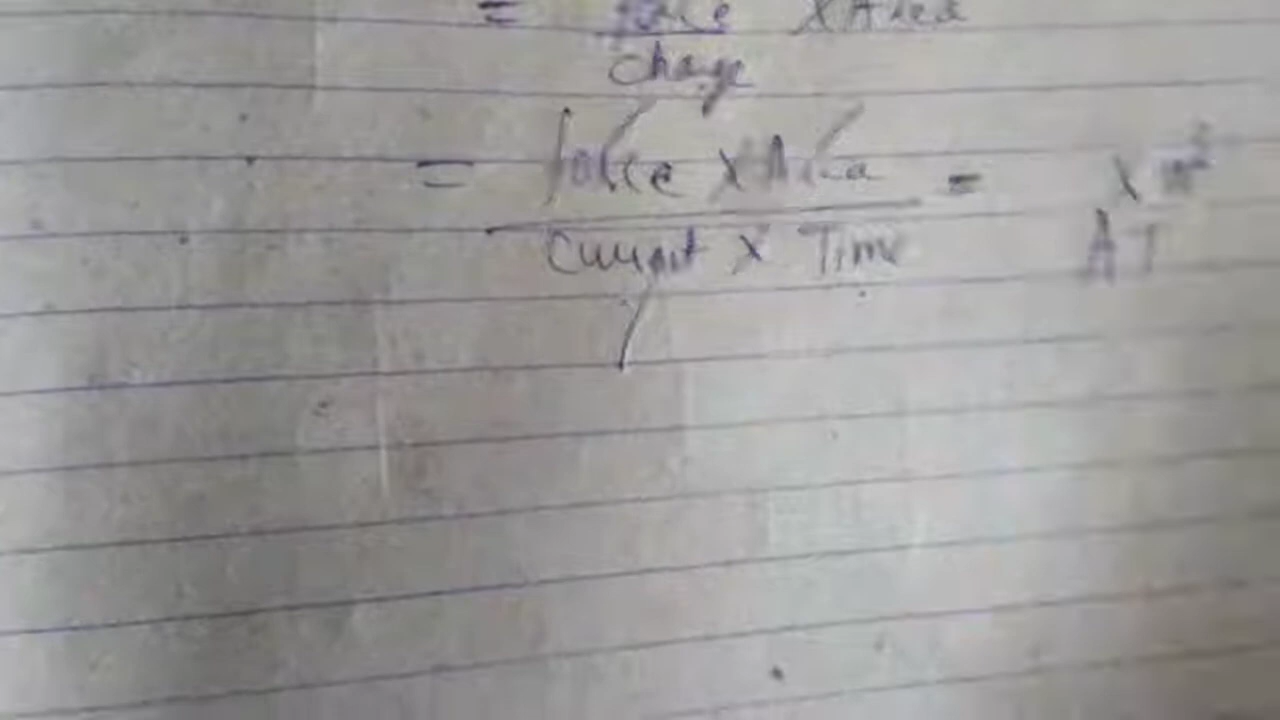 = force × Area
charge
= force × Area = × m²
current × Time AT